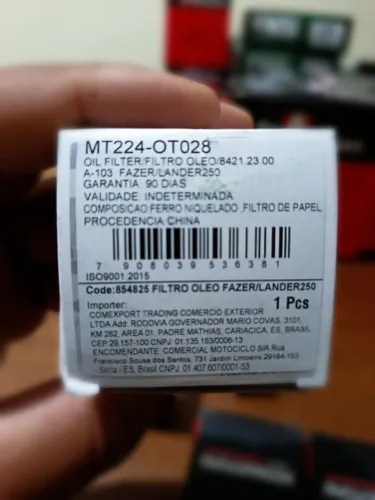 MT224-OT028
OIL FILTER/FILTRO OLEO/8421.23.00
A-103 FAZER/LANDER250
GARANTIA: 90 DIAS
VALIDADE: INDETERMINADA
COMPOSICAO:FERRO NIQUELADO ,FILTRO DE PAPEL
PROCEDENCIA:CHINA
7 908039 536381
ISO9001:2015
Code:854825 FILTRO OLEO FAZER/LANDER250
Importer: 1 Pcs
COMEXPORT TRADING COMERCIO EXTERIOR
LTDA Add: RODOVIA GOVERNADOR MARIO COVAS, 3101,
KM 282, AREA 01, PADRE MATHIAS, CARIACICA, ES, BRASIL,
CEP 29.157-100 CNPJ: 01.135.153/0006-13
ENCOMENDANTE: COMERCIAL MOTOCICLO S/A Rua
Francisco Sousa dos Santos, 731 Jardim Limoeiro 29164-153
- Serra - ES, Brasil CNPJ: 01.407.607/0001-53